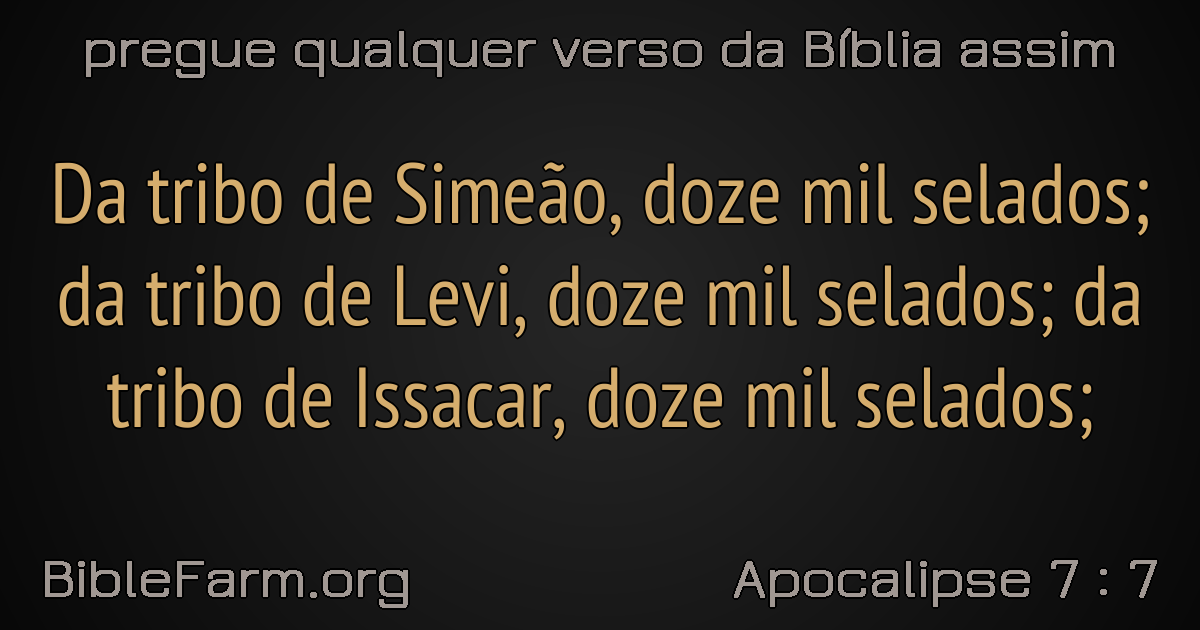 pregue qualquer verso da Bíblia assim
Da tribo de Simeão, doze mil selados;
da tribo de Levi, doze mil selados; da
tribo de Issacar, doze mil selados;
BibleFarm.org
Apocalipse 7 : 7